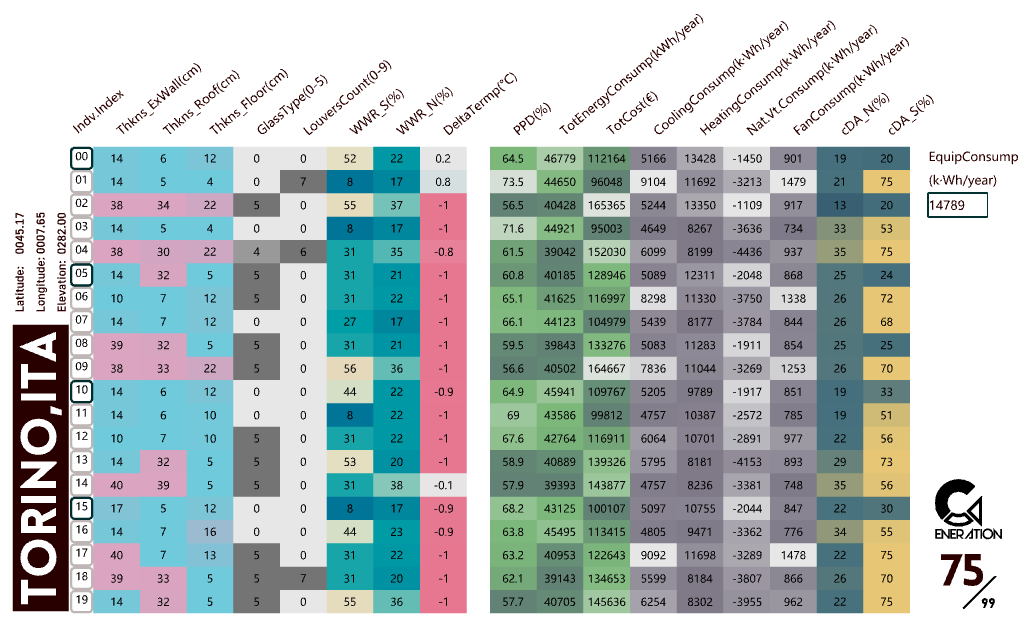 Indv.Index Thkns_ExWall(cm) Thkns_Roof(cm) Thkns_Floor(cm) GlassType(0-5) LouversCount(0-9) WWR_S(%) WWR_N(%) DeltaTermp(°C) PPD(%) TotEnergyConsump(kWh/year) TotCost(€) CoolingConsump(k·Wh/year) HeatingConsump(k·Wh/year) Nat.Vt.Consump(k·Wh/year) FanConsump(k·Wh/year) cDA_N(%) cDA_S(%)
00 14 6 12 0 0 52 22 0.2 64.5 46779 112164 5166 13428 -1450 901 19 20
01 14 5 4 0 7 8 17 0.8 73.5 44650 96048 9104 11692 -3213 1479 21 75
02 38 34 22 5 0 55 37 -1 56.5 40428 165365 5244 13350 -1109 917 13 20
03 14 5 4 0 0 8 17 -1 71.6 44921 95003 4649 8267 -3636 734 33 53
04 38 30 22 4 6 31 35 -0.8 61.5 39042 152030 6099 8199 -4436 937 35 75
05 14 32 5 5 0 31 21 -1 60.8 40185 128946 5089 12311 -2048 868 25 24
06 10 7 12 5 0 31 22 -1 65.1 41625 116997 8298 11330 -3750 1338 26 72
07 14 7 12 0 0 27 17 -1 66.1 44123 104979 5439 8177 -3784 844 26 68
08 39 32 5 5 0 31 21 -1 59.5 39843 133276 5083 11283 -1911 854 25 25
09 38 33 22 5 0 56 36 -1 56.6 40502 164667 7836 11044 -3269 1253 26 70
10 14 6 12 0 0 44 22 -0.9 64.9 45941 109767 5205 9789 -1917 851 19 33
11 14 6 10 0 0 8 22 -1 69 43586 99812 4757 10387 -2572 785 19 51
12 10 7 10 5 0 31 22 -1 67.6 42764 116911 6064 10701 -2891 977 22 56
13 14 32 5 5 0 53 20 -1 58.9 40889 139326 5795 8181 -4153 893 29 73
14 40 39 5 5 0 31 38 -0.1 57.9 39393 143877 4757 8236 -3381 748 35 56
15 17 5 12 0 0 8 17 -0.9 68.2 43125 100107 5097 10755 -2044 847 22 30
16 14 7 16 0 0 44 23 -0.9 63.8 45495 113415 4805 9471 -3362 776 34 55
17 40 7 13 5 0 31 22 -1 63.2 40953 122643 9092 11698 -3289 1478 22 75
18 39 33 5 5 7 31 20 -1 62.1 39143 134653 5599 8184 -3807 866 26 70
19 14 32 5 5 0 55 36 -1 57.7 40705 145636 6254 8302 -3955 962 22 75
EquipConsump
(k·Wh/year)
14789
Latitude: 0045.17
Longitude: 0007.65
Elevation: 0282.00
TORINO,ITA
ENERATION
75/99